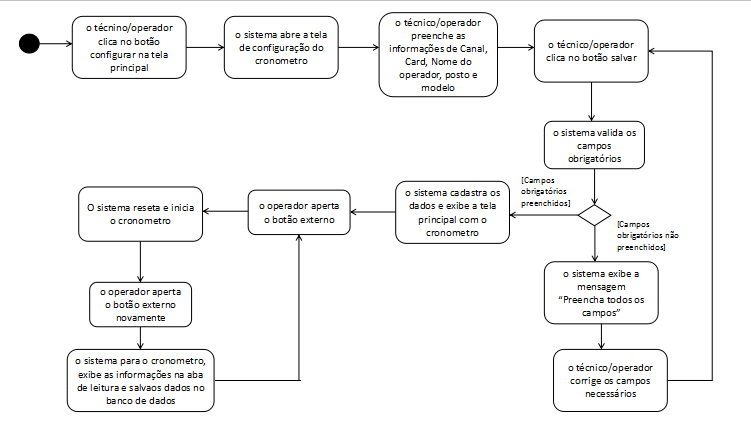 o técnino/operador
clica no botão
configurar na tela
principal
o sistema abre a tela
de configuração do
cronometro
o técnico/operador
preenche as
informações de Canal,
Card, Nome do
operador, posto e
modelo
o técnico/operador
clica no botão salvar
o sistema valida os
campos
obrigatórios
[Campos
obrigatórios
preenchidos]
[Campos
obrigatórios não
preenchidos]
o sistema cadastra os
dados e exibe a tela
principal com o
cronometro
o operador aperta
o botão externo
O sistema reseta e inicia
o cronometro
o operador aperta
o botão externo
novamente
o sistema para o cronometro,
exibe as informações na aba
de leitura e salvaos dados no
banco de dados
o sistema exibe a
mensagem
“Preencha todos os
campos”
o técnico/operador
corrige os campos
necessários